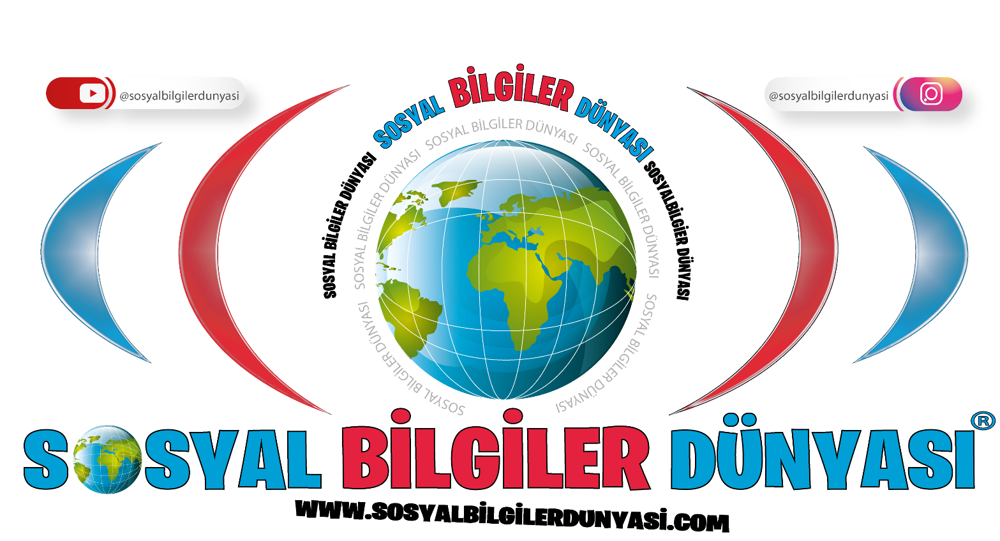 @sosyalbilgilerdunyasi
@sosyalbilgilerdunyasi
SOSYAL BİLGİLER DÜNYASI
SOSYAL BİLGİLER DÜNYASI
SOSYALBİLGİER DÜNYASI
SOSYAL BİLGİLER DÜNYASI
SOSYAL BİLGİLER DÜNYASI
SOSYAL BİLGİLER DÜNYASI
SOSYAL BİLGİLER DÜNYASI
SOSYAL BİLGİLER DÜNYASI
SOSYAL BİLGİLER DÜNYASI ®
WWW.SOSYALBİLGİLERDUNYASİ.COM